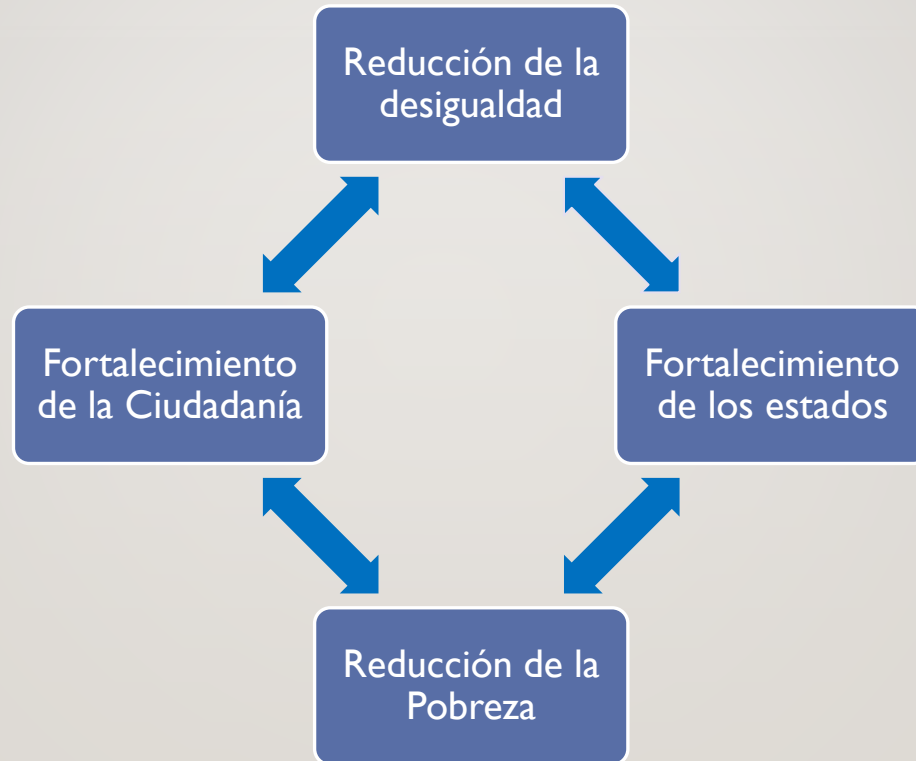 Reducción de la
desigualdad
Fortalecimiento
de la Ciudadanía
Fortalecimiento
de los estados
Reducción de la
Pobreza